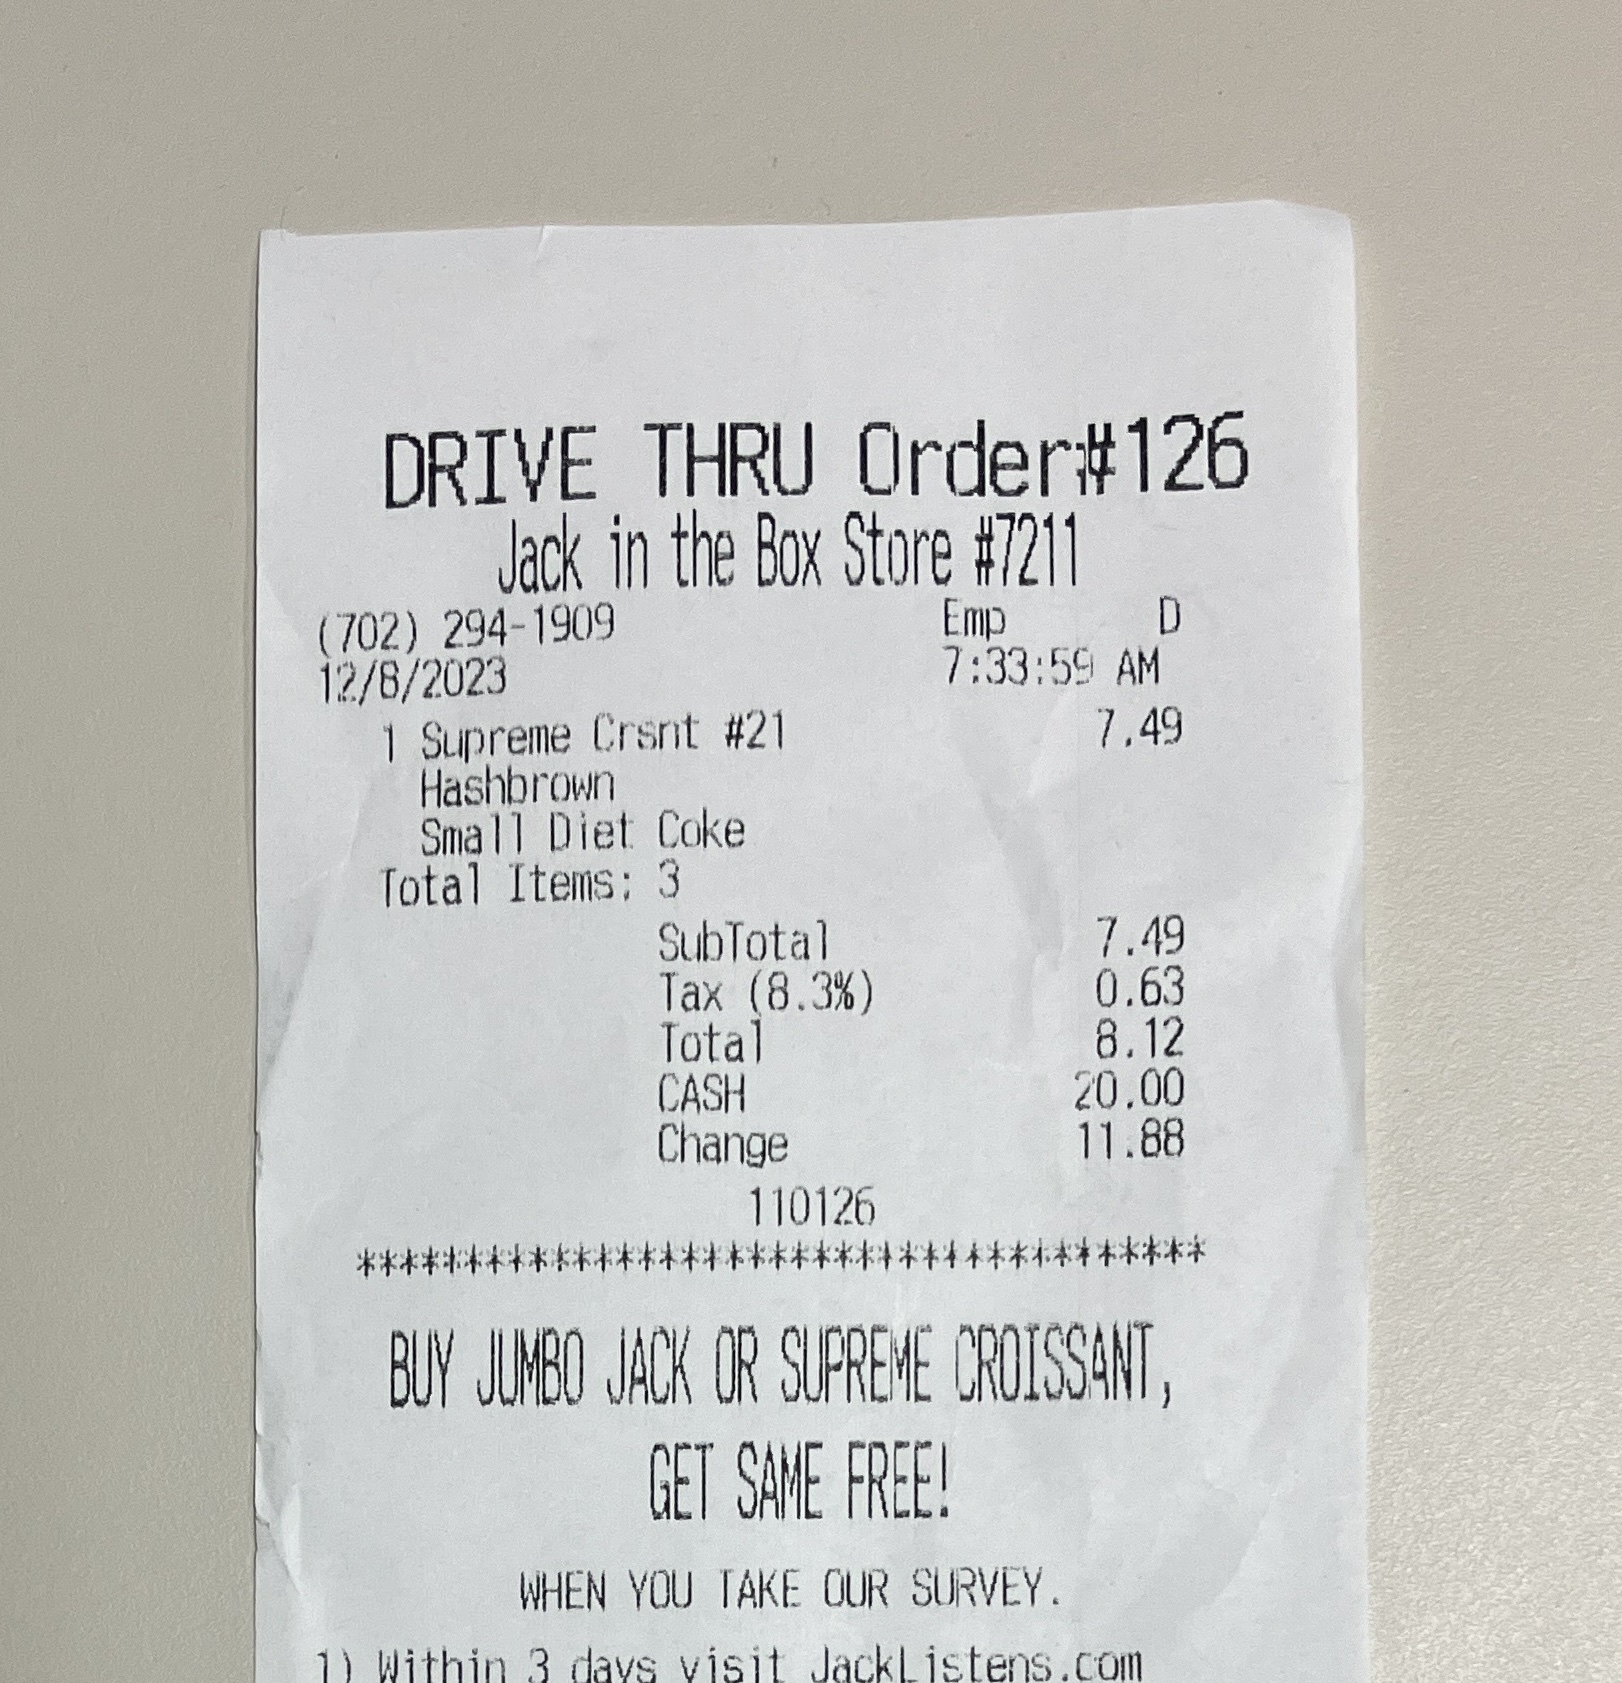 DRIVE THRU Order#126
Jack in the Box Store #7211
(702) 294-1909 Emp D
12/8/2023 7:33:59 AM
1 Supreme Crsnt #21 7.49
Hashbrown
Small Diet Coke
Total Items: 3
SubTotal 7.49
Tax (8.3%) 0.63
Total 8.12
CASH 20.00
Change 11.88
110126
****************************************
BUY JUMBO JACK OR SUPREME CROISSANT,
GET SAME FREE!
WHEN YOU TAKE OUR SURVEY.
1) Within 3 days visit JackListens.com